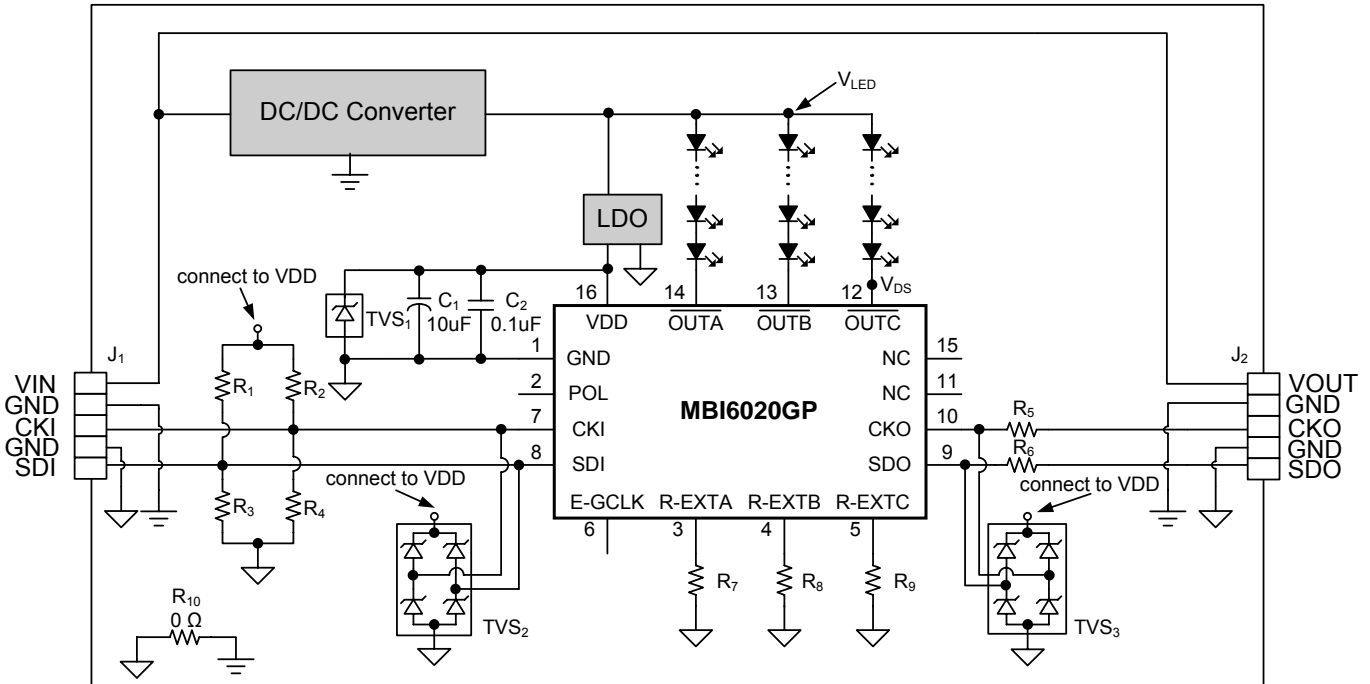 V_LED
DC/DC Converter
LDO
connect to VDD
TVS₁
C₁
10uF
C₂
0.1uF
16
VDD
14
OUTA
13
OUTB
12
V_DS
OUTC
J₁
VIN
GND
CKI
GND
SDI
R₁
R₂
R₃
R₄
1
GND
2
POL
7
CKI
8
SDI
MBI6020GP
NC
15
NC
11
CKO
10
SDO
9
E-GCLK
6
R-EXTA
3
R-EXTB
4
R-EXTC
5
R₅
R₆
J₂
VOUT
GND
CKO
GND
SDO
connect to VDD
TVS₂
R₇
R₈
R₉
connect to VDD
TVS₃
R₁₀
0 Ω